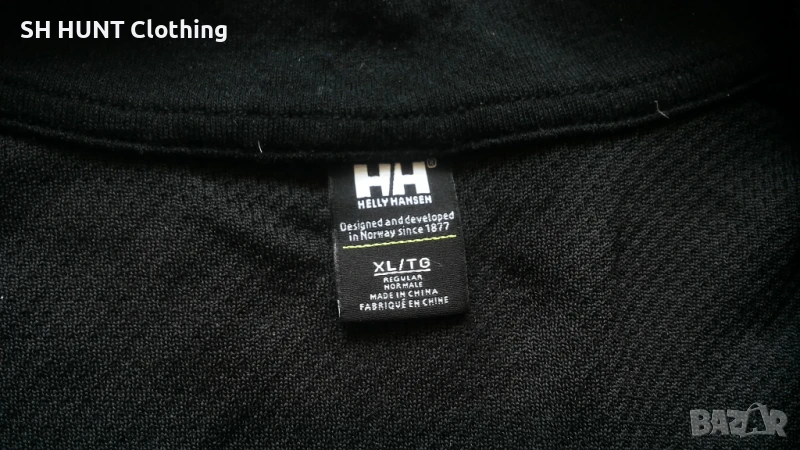 SH HUNT Clothing
H/H®
HELLY HANSEN
Designed and developed
in Norway since 1877
XL/TG
REGULAR
NORMALE
MADE IN CHINA
FABRIQUÉ EN CHINE
BAZAR